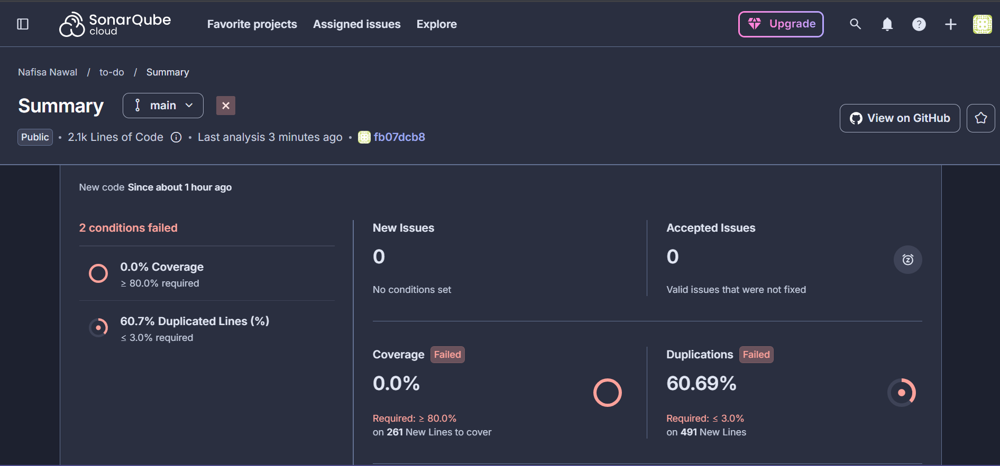 SonarQube
cloud
Favorite projects
Assigned issues
Explore
Upgrade
Nafisa Nawal / to-do / Summary
Summary
main
View on GitHub
Public • 2.1k Lines of Code • Last analysis 3 minutes ago • fb07dcb8
New code Since about 1 hour ago
2 conditions failed
0.0% Coverage
≥ 80.0% required
60.7% Duplicated Lines (%)
≤ 3.0% required
New Issues
0
No conditions set
Accepted Issues
0
Valid issues that were not fixed
Coverage Failed
0.0%
Required: ≥ 80.0%
on 261 New Lines to cover
Duplications Failed
60.69%
Required: ≤ 3.0%
on 491 New Lines